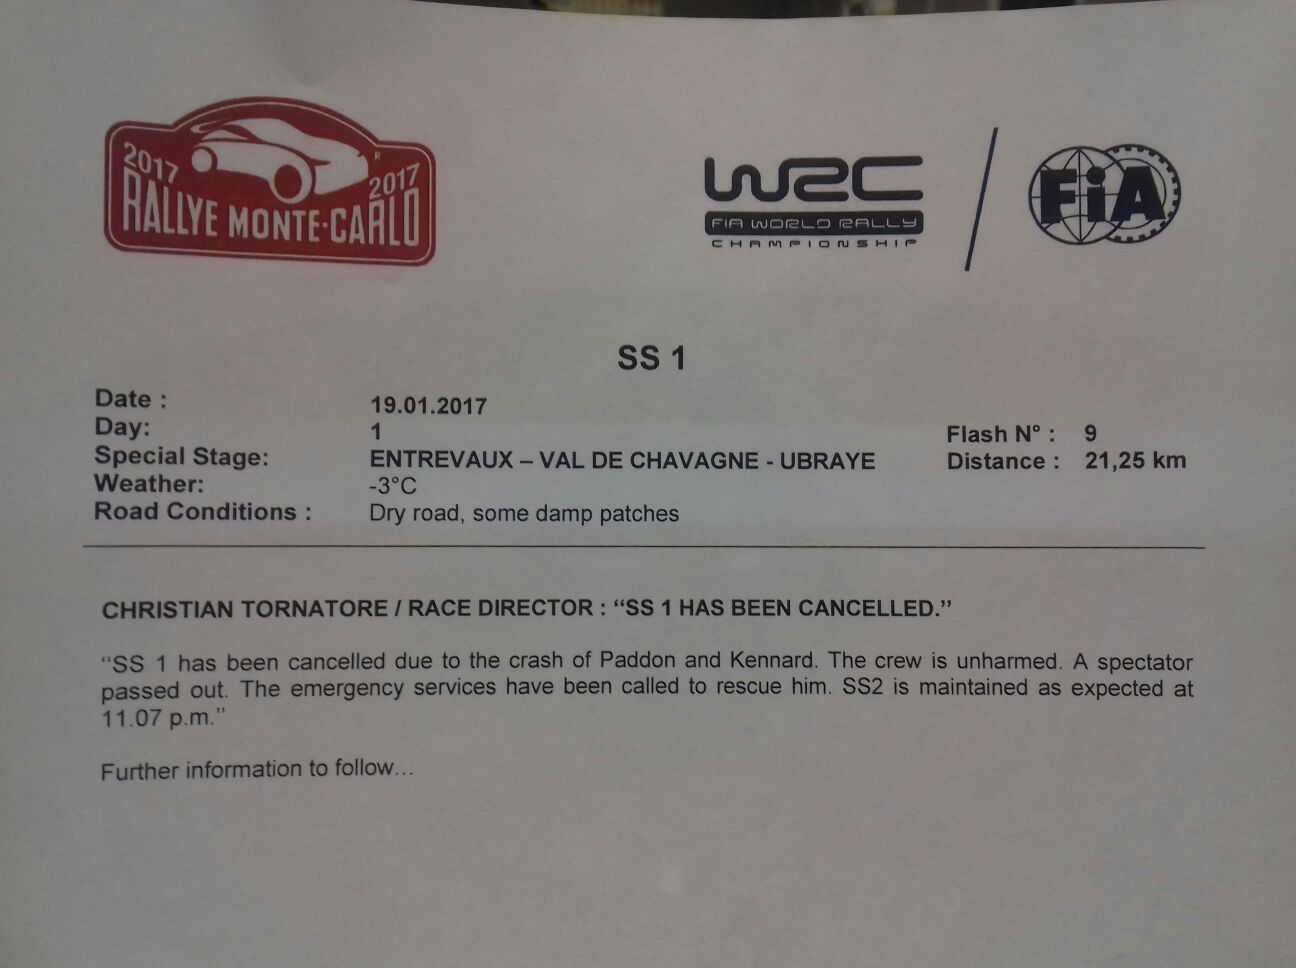 2017
2017
RALLYE MONTE-CARLO
WRC
FIA WORLD RALLY
CHAMPIONSHIP
FiA
SS 1
Date : 19.01.2017
Day: 1 Flash N° : 9
Special Stage: ENTREVAUX – VAL DE CHAVAGNE - UBRAYE Distance : 21,25 km
Weather: -3°C
Road Conditions : Dry road, some damp patches
CHRISTIAN TORNATORE / RACE DIRECTOR : “SS 1 HAS BEEN CANCELLED.”
“SS 1 has been cancelled due to the crash of Paddon and Kennard. The crew is unharmed. A spectator
passed out. The emergency services have been called to rescue him. SS2 is maintained as expected at
11.07 p.m.”
Further information to follow…